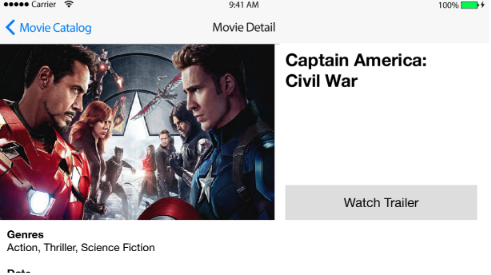 Carrier 9:41 AM 100%
Movie Catalog Movie Detail
Captain America:
Civil War
Watch Trailer
Genres
Action, Thriller, Science Fiction
Date